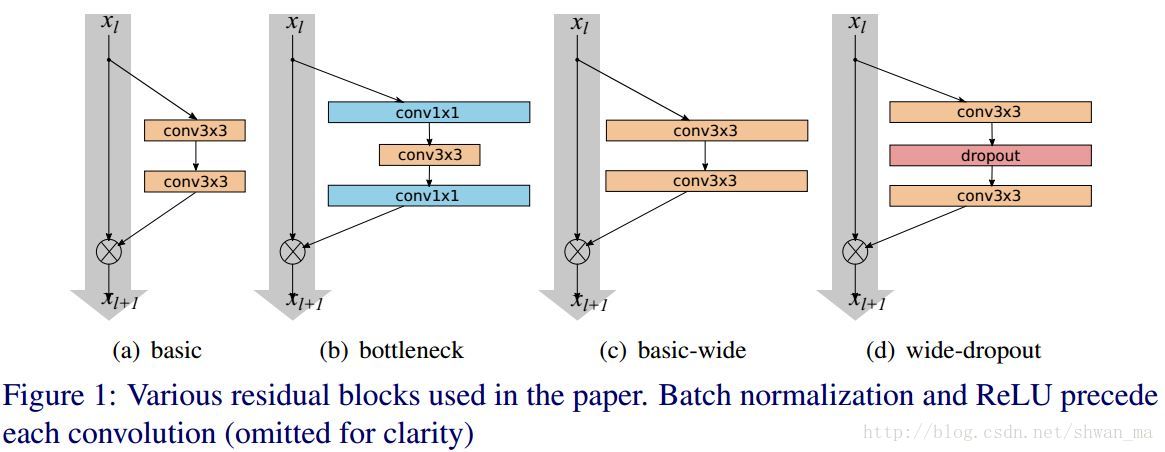 x_l
conv3x3
conv3x3
x_{l+1}
(a) basic
x_l
conv1x1
conv3x3
conv1x1
x_{l+1}
(b) bottleneck
x_l
conv3x3
conv3x3
x_{l+1}
(c) basic-wide
x_l
conv3x3
dropout
conv3x3
x_{l+1}
(d) wide-dropout
Figure 1: Various residual blocks used in the paper. Batch normalization and ReLU precede
each convolution (omitted for clarity)
http://blog.csdn.net/shwan_ma